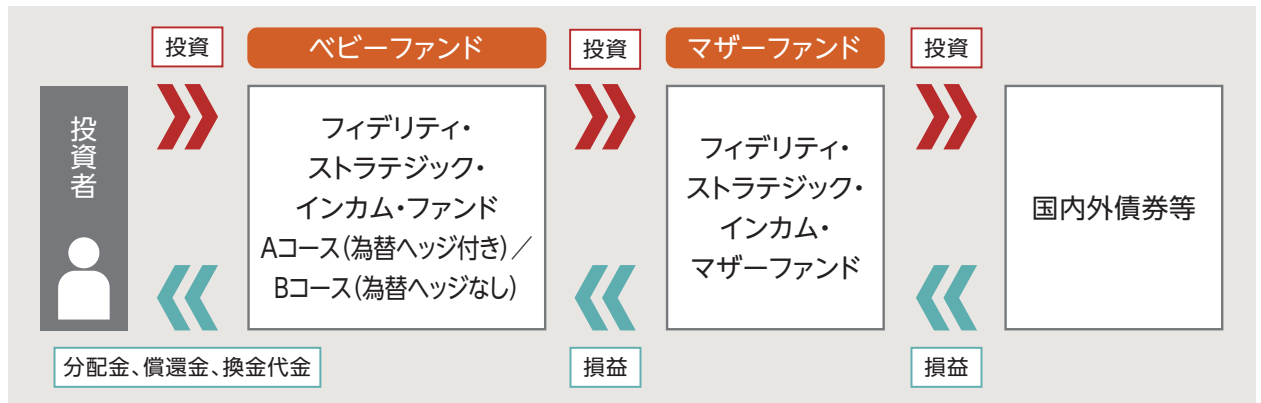 投資
ベビーファンド
投資
マザーファンド
投資
投資者
フィデリティ・
ストラテジック・
インカム・ファンド
Aコース(為替ヘッジ付き)／
Bコース(為替ヘッジなし)
フィデリティ・
ストラテジック・
インカム・
マザーファンド
国内外債券等
分配金、償還金、換金代金
損益
損益